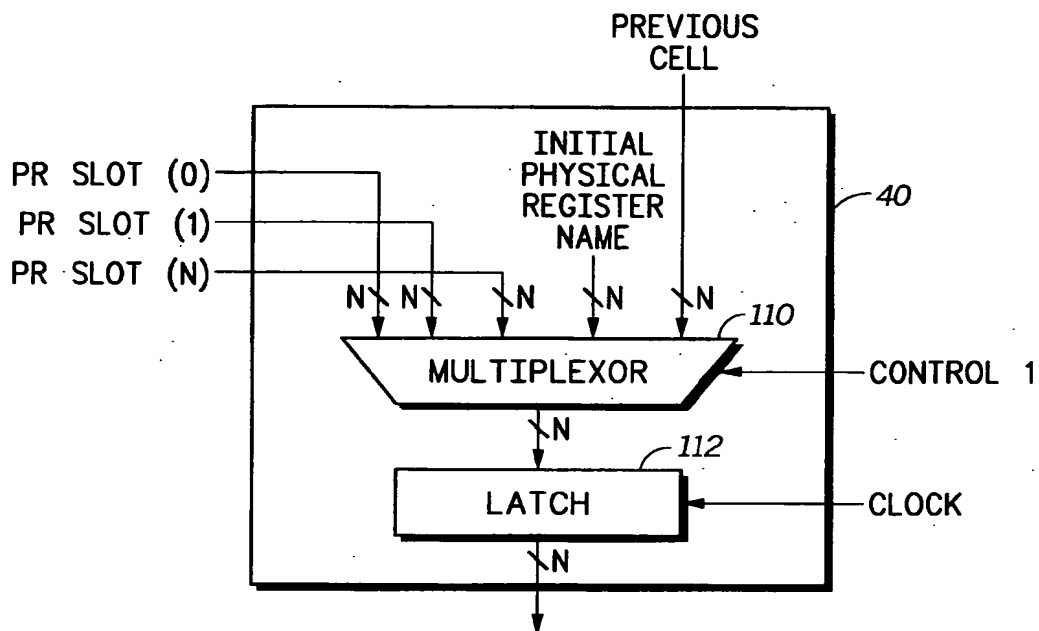 PREVIOUS
CELL
INITIAL
PHYSICAL
REGISTER
NAME
PR SLOT (0)
PR SLOT (1)
PR SLOT (N)
40
N N N N N
110
MULTIPLEXOR
CONTROL 1
N
112
LATCH
CLOCK
N